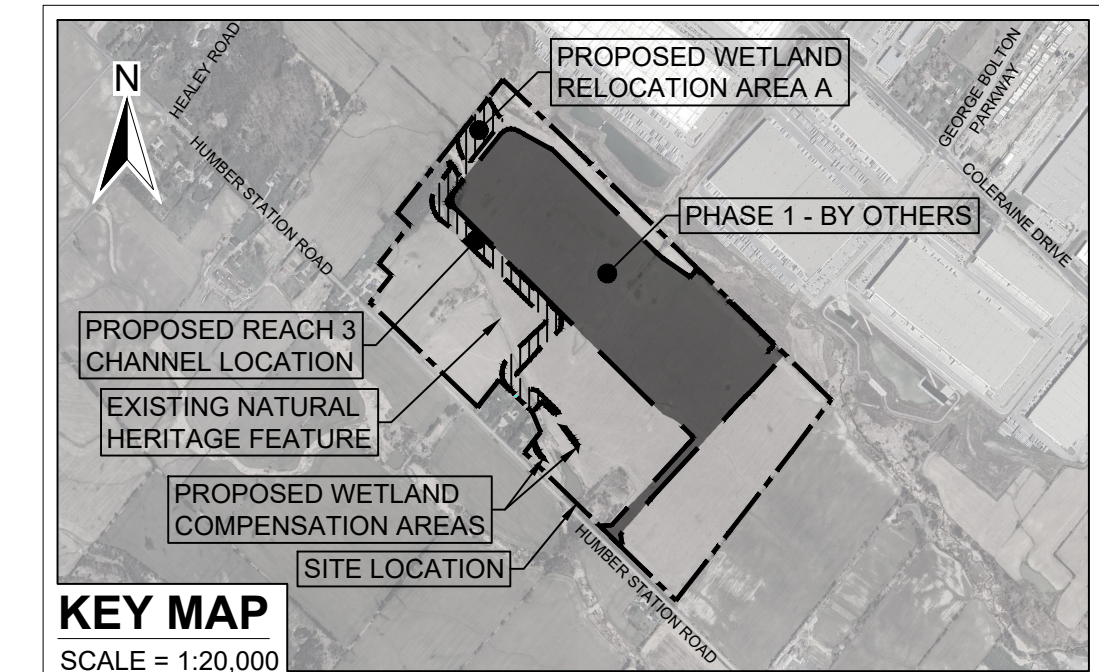 PROPOSED WETLAND
RELOCATION AREA A
N
HEALEY ROAD
HUMBER STATION ROAD
GEORGE BOLTON
PARKWAY
COLERAINE DRIVE
PHASE 1 - BY OTHERS
PROPOSED REACH 3
CHANNEL LOCATION
EXISTING NATURAL
HERITAGE FEATURE
PROPOSED WETLAND
COMPENSATION AREAS
SITE LOCATION
HUMBER STATION ROAD
KEY MAP
SCALE = 1:20,000